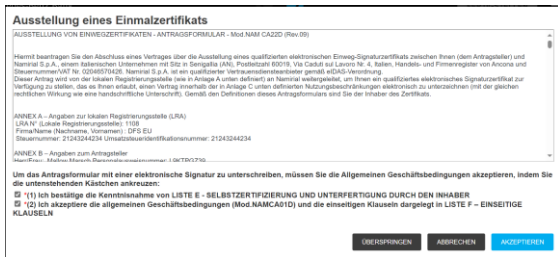 Ausstellung eines Einmalzertifikats
AUSSTELLUNG VON EINWEGZERTIFIKATEN - ANTRAGSFORMULAR - Mod.NAM CA22D (Rev.09)
Hiermit beantragen Sie den Abschluss eines Vertrages über die Ausstellung eines qualifizierten elektronischen Einweg-Signaturzertifikats zwischen Ihnen (dem Antragsteller) und
Namirial S.p.A., einem italienischen Unternehmen mit Sitz in Senigallia (AN), Postleitzahl 60019, Via Caduti sul Lavoro Nr. 4, Italien, Handels- und Firmenregister von Ancona und
Steuernummer/VAT Nr. 02046570426. Namirial S.p.A. ist ein qualifizierter Vertrauensdiensteanbieter gemäß eIDAS-Verordnung.
Dieser Antrag wird von der lokalen Registrierungsstelle (wie in Anlage A unten definiert) an Namirial weitergeleitet, um Ihnen ein qualifiziertes elektronisches Signaturzertifikat zur
Verfügung zu stellen, das es Ihnen erlaubt, einen Vertrag innerhalb der in Anlage C unten definierten Nutzungsbeschränkungen elektronisch zu unterzeichnen (mit der gleichen
rechtlichen Wirkung wie eine handschriftliche Unterschrift). Gemäß den Definitionen dieses Antragsformulars sind Sie der Inhaber des Zertifikats.
ANNEX A – Angaben zur lokalen Registrierungsstelle (LRA)
LRA N° (Lokale Registrierungsstelle): 1108
Firma/Name (Nachname, Vornamen) : DFS EU
Steuernummer: 21243244234 Umsatzsteueridentifikationsnummer: 21243244234
ANNEX B – Angaben zum Antragsteller
Um das Antragsformular mit einer elektronische Signatur zu unterschreiben, müssen Sie die Allgemeinen Geschäftsbedingungen akzeptieren, indem Sie
die untenstehenden Kästchen ankreuzen:
*(1) Ich bestätige die Kenntnisnahme von LISTE E - SELBSTZERTIFIZIERUNG UND UNTERFERTIGUNG DURCH DEN INHABER
*(2) Ich akzeptiere die allgemeinen Geschäftsbedingungen (Mod.NAMCA01D) und die einseitigen Klauseln dargelegt in LISTE F – EINSEITIGE
KLAUSELN
ÜBERSPRINGEN ABBRECHEN AKZEPTIEREN